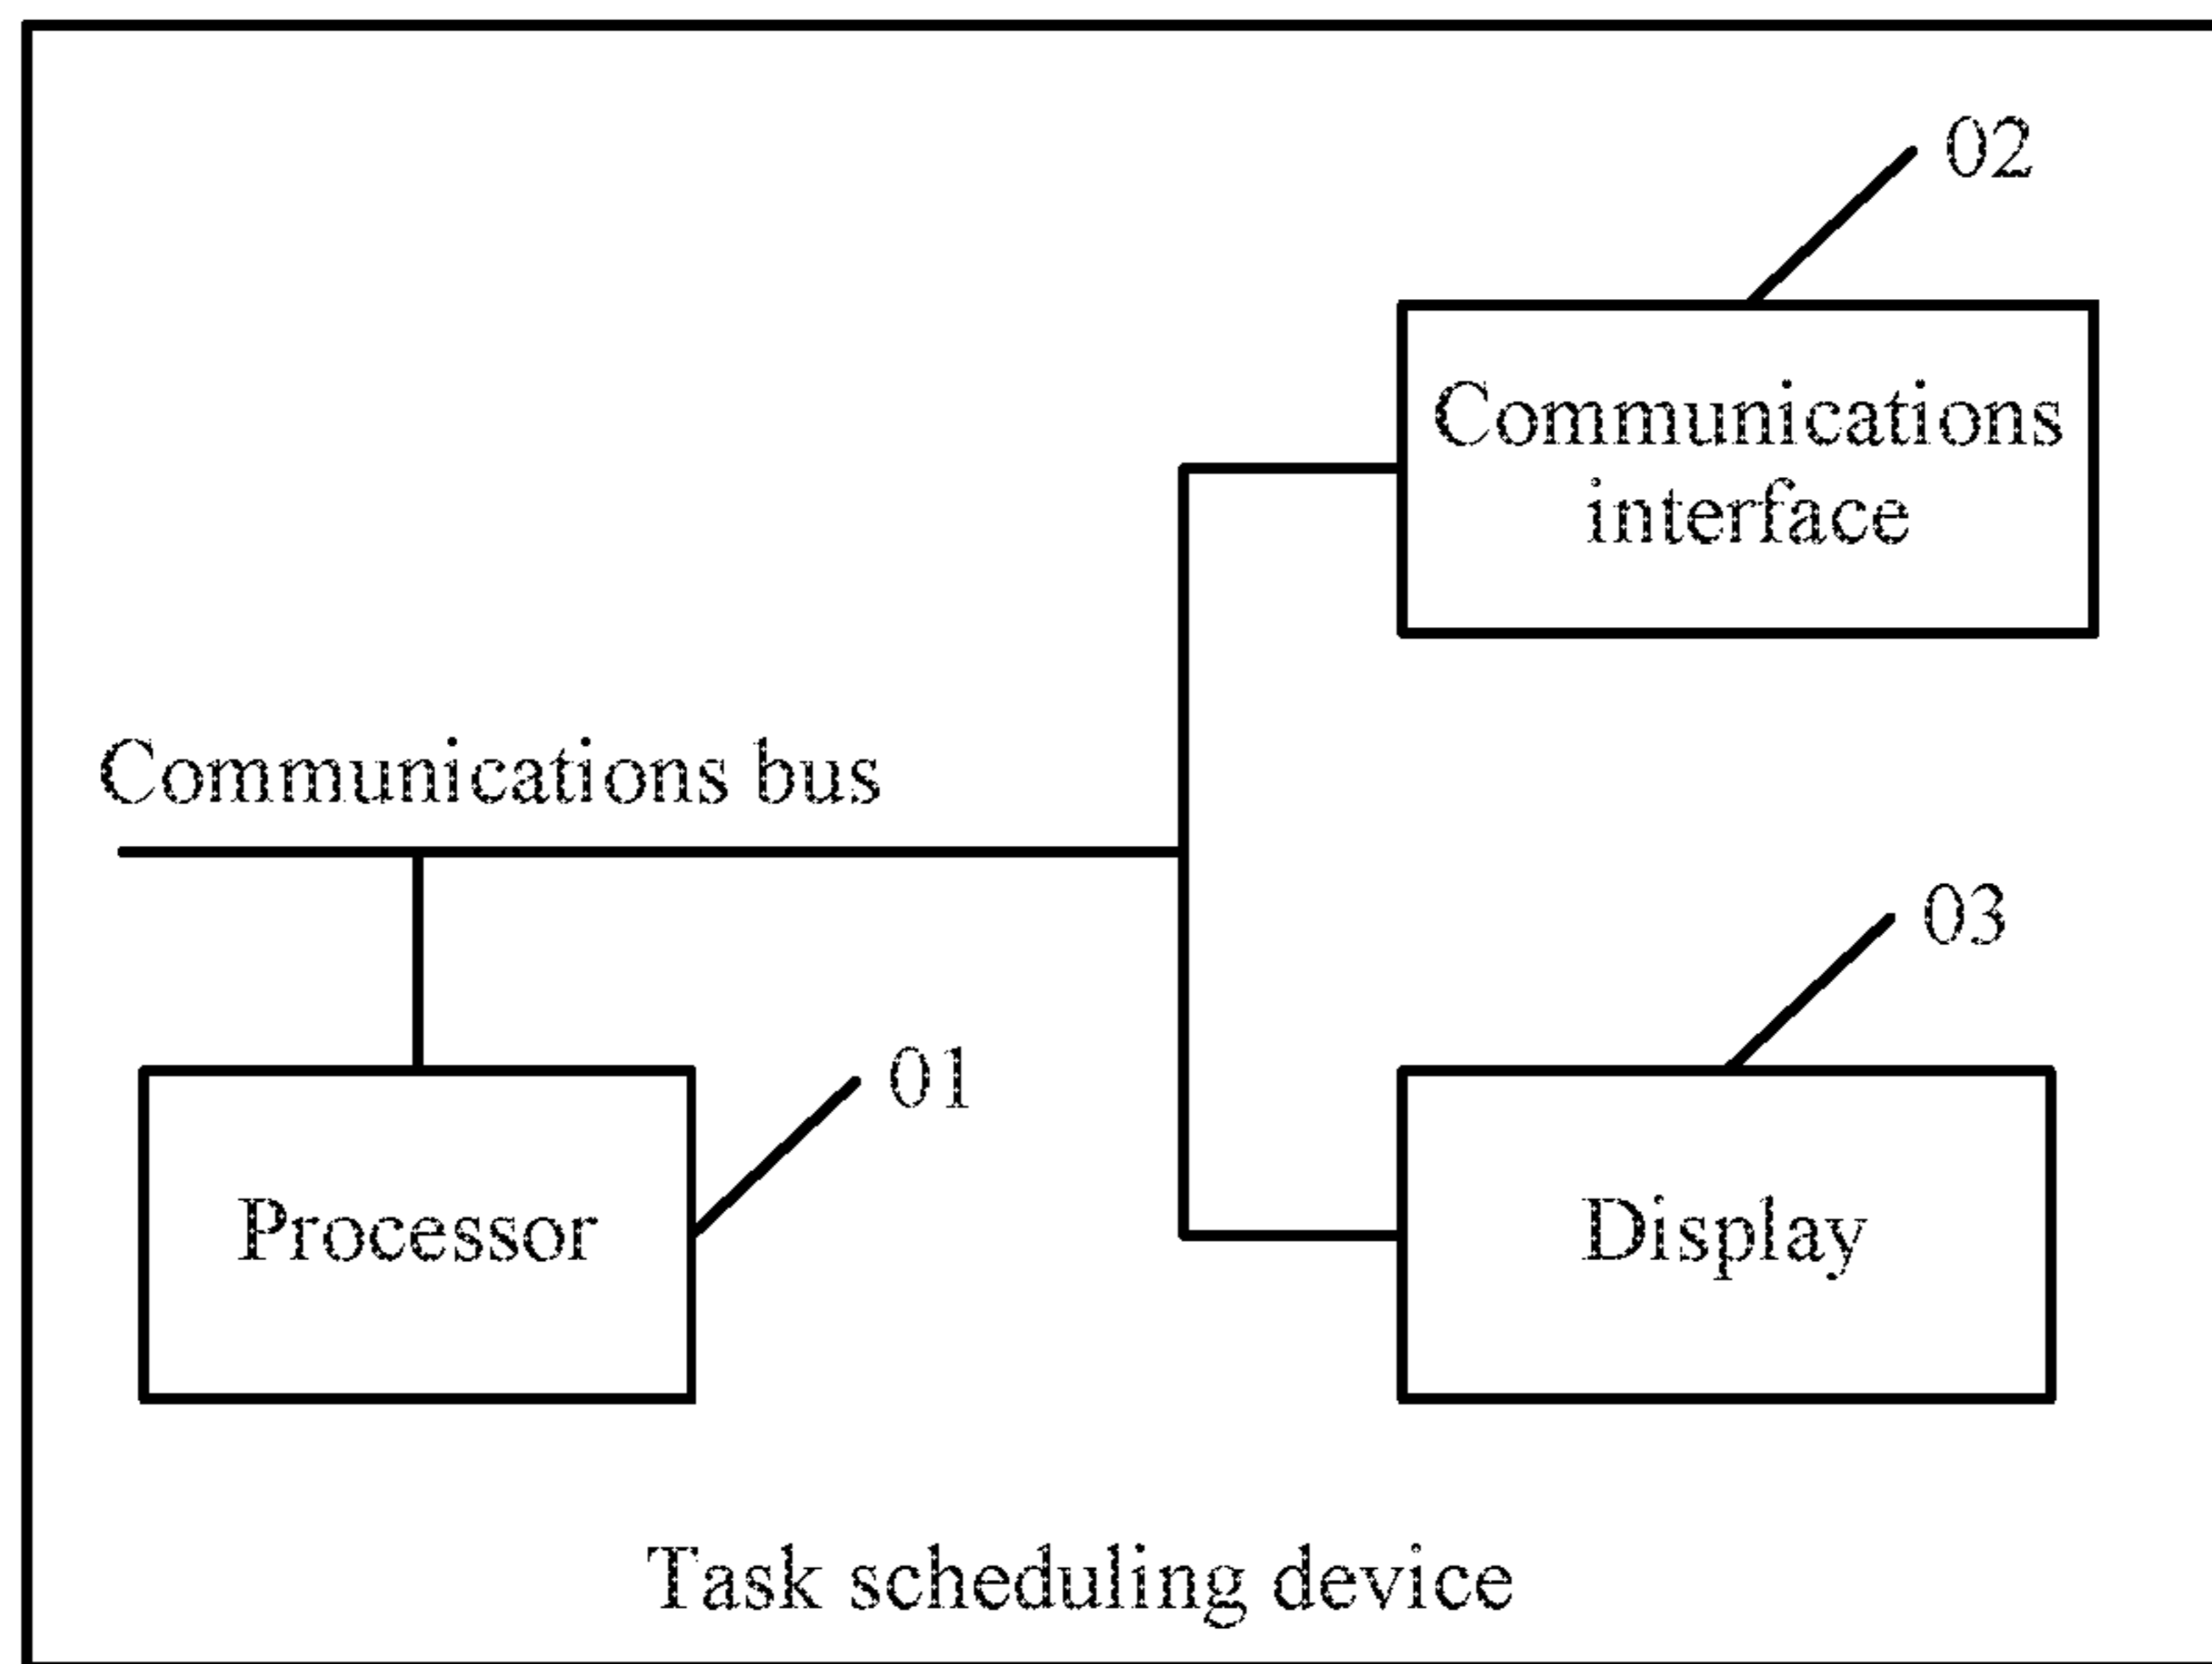 02
Communications
interface
Communications bus
03
01
Processor
Display
Task scheduling device